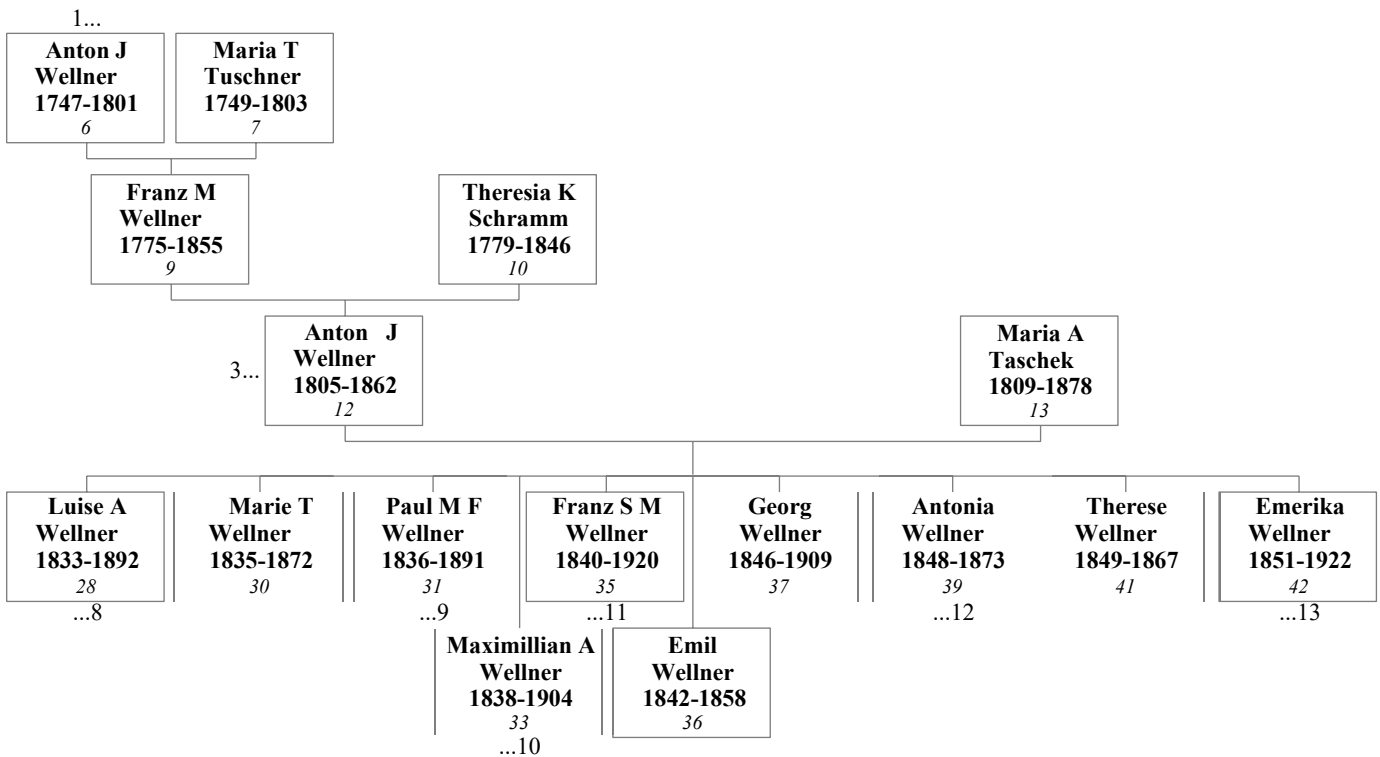 1...
Anton J
Wellner
1747-1801
6
Maria T
Tuschner
1749-1803
7
Franz M
Wellner
1775-1855
9
Theresia K
Schramm
1779-1846
10
3...
Anton J
Wellner
1805-1862
12
Maria A
Taschek
1809-1878
13
Luise A
Wellner
1833-1892
28
...8
Marie T
Wellner
1835-1872
30
Paul M F
Wellner
1836-1891
31
...9
Franz S M
Wellner
1840-1920
35
...11
Georg
Wellner
1846-1909
37
Antonia
Wellner
1848-1873
39
...12
Therese
Wellner
1849-1867
41
Emerika
Wellner
1851-1922
42
...13
Maximillian A
Wellner
1838-1904
33
...10
Emil
Wellner
1842-1858
36